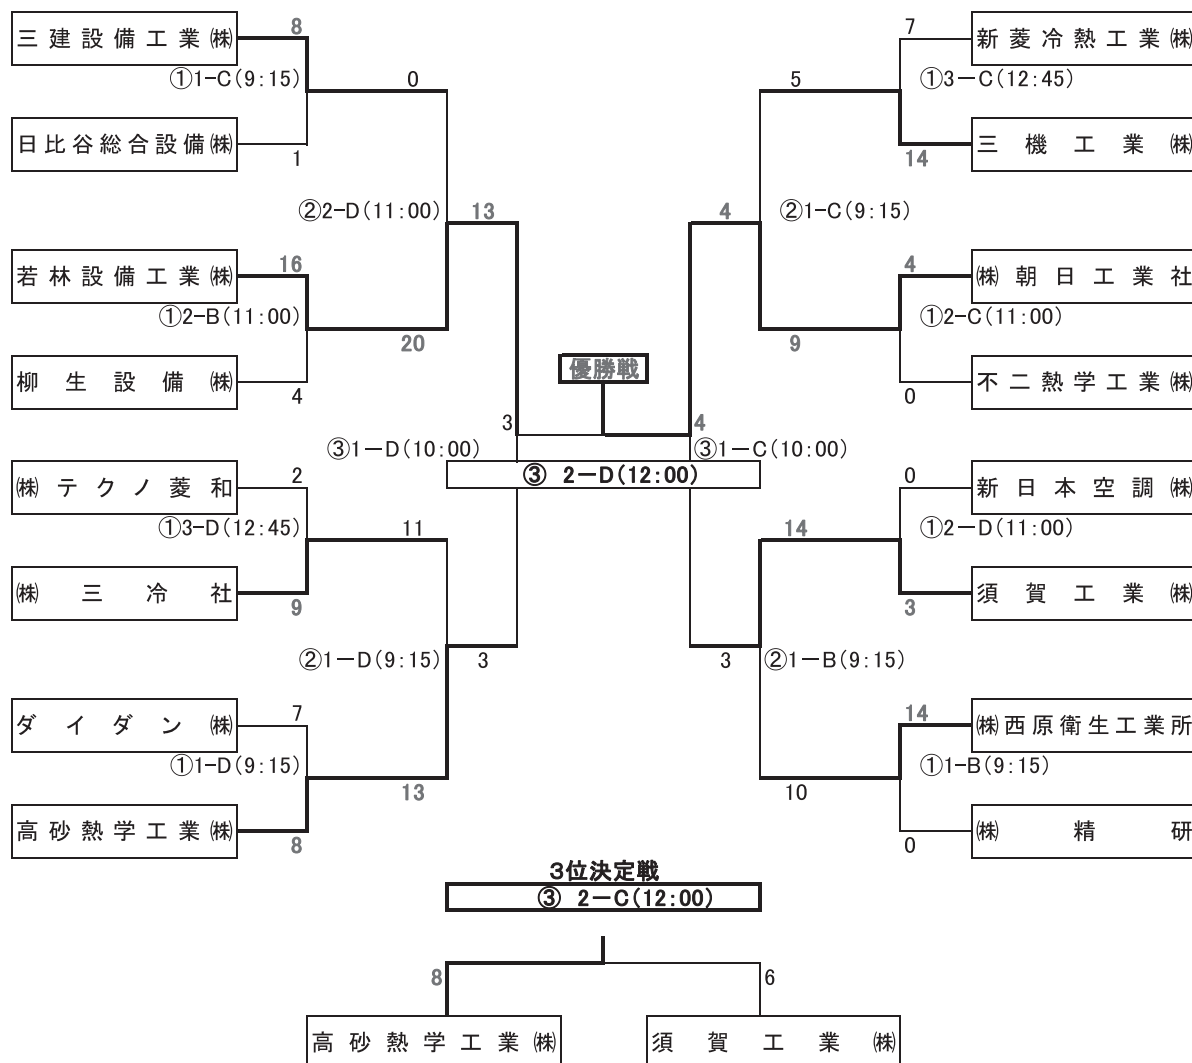 三建設備工業㈱
8
①1-C(9:15)
0
日比谷総合設備㈱
1
②2-D(11:00)
13
若林設備工業㈱
16
①2-B(11:00)
20
柳生設備㈱
4
3
③1－D(10:00)
㈱テクノ菱和
2
①3-D(12:45)
11
㈱三冷社
9
②1－D(9:15)
3
ダイダン㈱
7
①1-D(9:15)
13
高砂熱学工業㈱
8
優勝戦
③ 2－D(12:00)
7
新菱冷熱工業㈱
5
①3－C(12:45)
14
三機工業㈱
4
②1－C(9:15)
4
㈱朝日工業社
①2－C(11:00)
9
不二熱学工業㈱
0
4
③1－C(10:00)
0
新日本空調㈱
14
①2－D(11:00)
3
須賀工業㈱
3
②1－B(9:15)
14
㈱西原衛生工業所
①1-B(9:15)
10
0
㈱精研
3位決定戦
③ 2－C(12:00)
8
6
高砂熱学工業㈱
須賀工業㈱